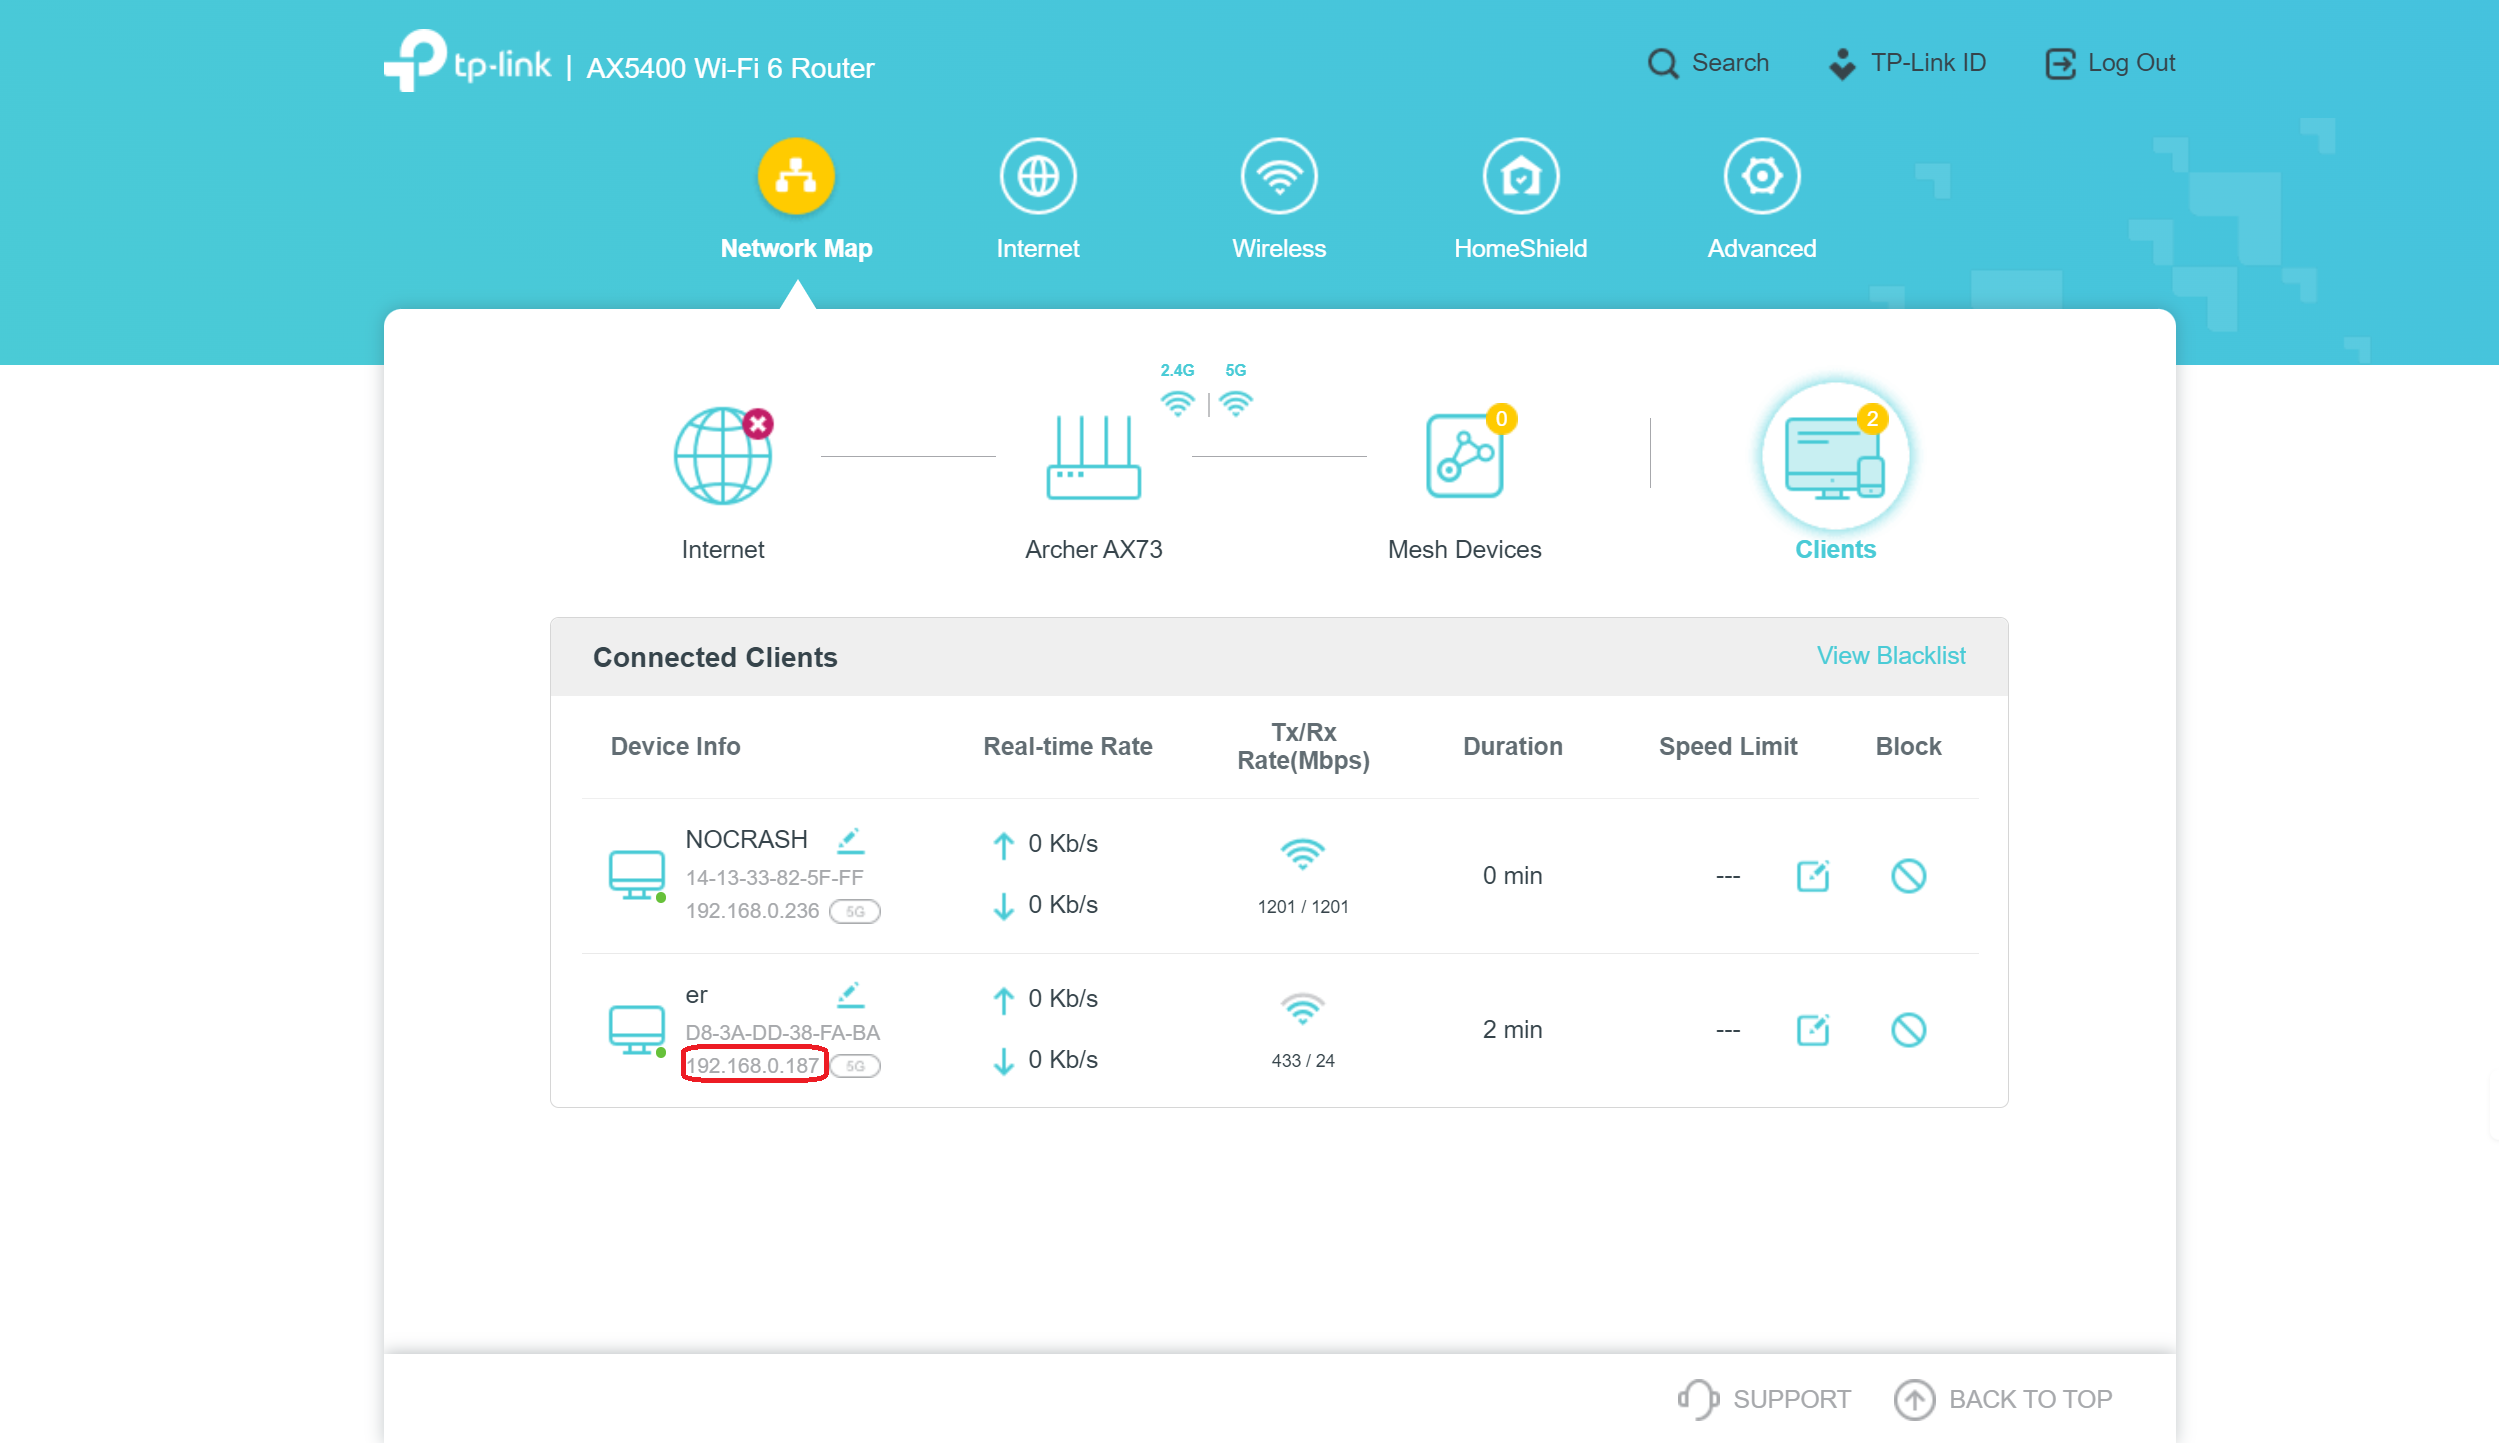 tp-link | AX5400 Wi-Fi 6 Router
Search
TP-Link ID
Log Out
Network Map
Internet
Wireless
HomeShield
Advanced
2.4G
5G
0
2
Internet
Archer AX73
Mesh Devices
Clients
Connected Clients
View Blacklist
Device Info
Real-time Rate
Tx/Rx
Rate(Mbps)
Duration
Speed Limit
Block
NOCRASH
14-13-33-82-5F-FF
192.168.0.236
5G
0 Kb/s
0 Kb/s
1201 / 1201
0 min
---
er
D8-3A-DD-38-FA-BA
192.168.0.187
5G
0 Kb/s
0 Kb/s
433 / 24
2 min
---
SUPPORT
BACK TO TOP